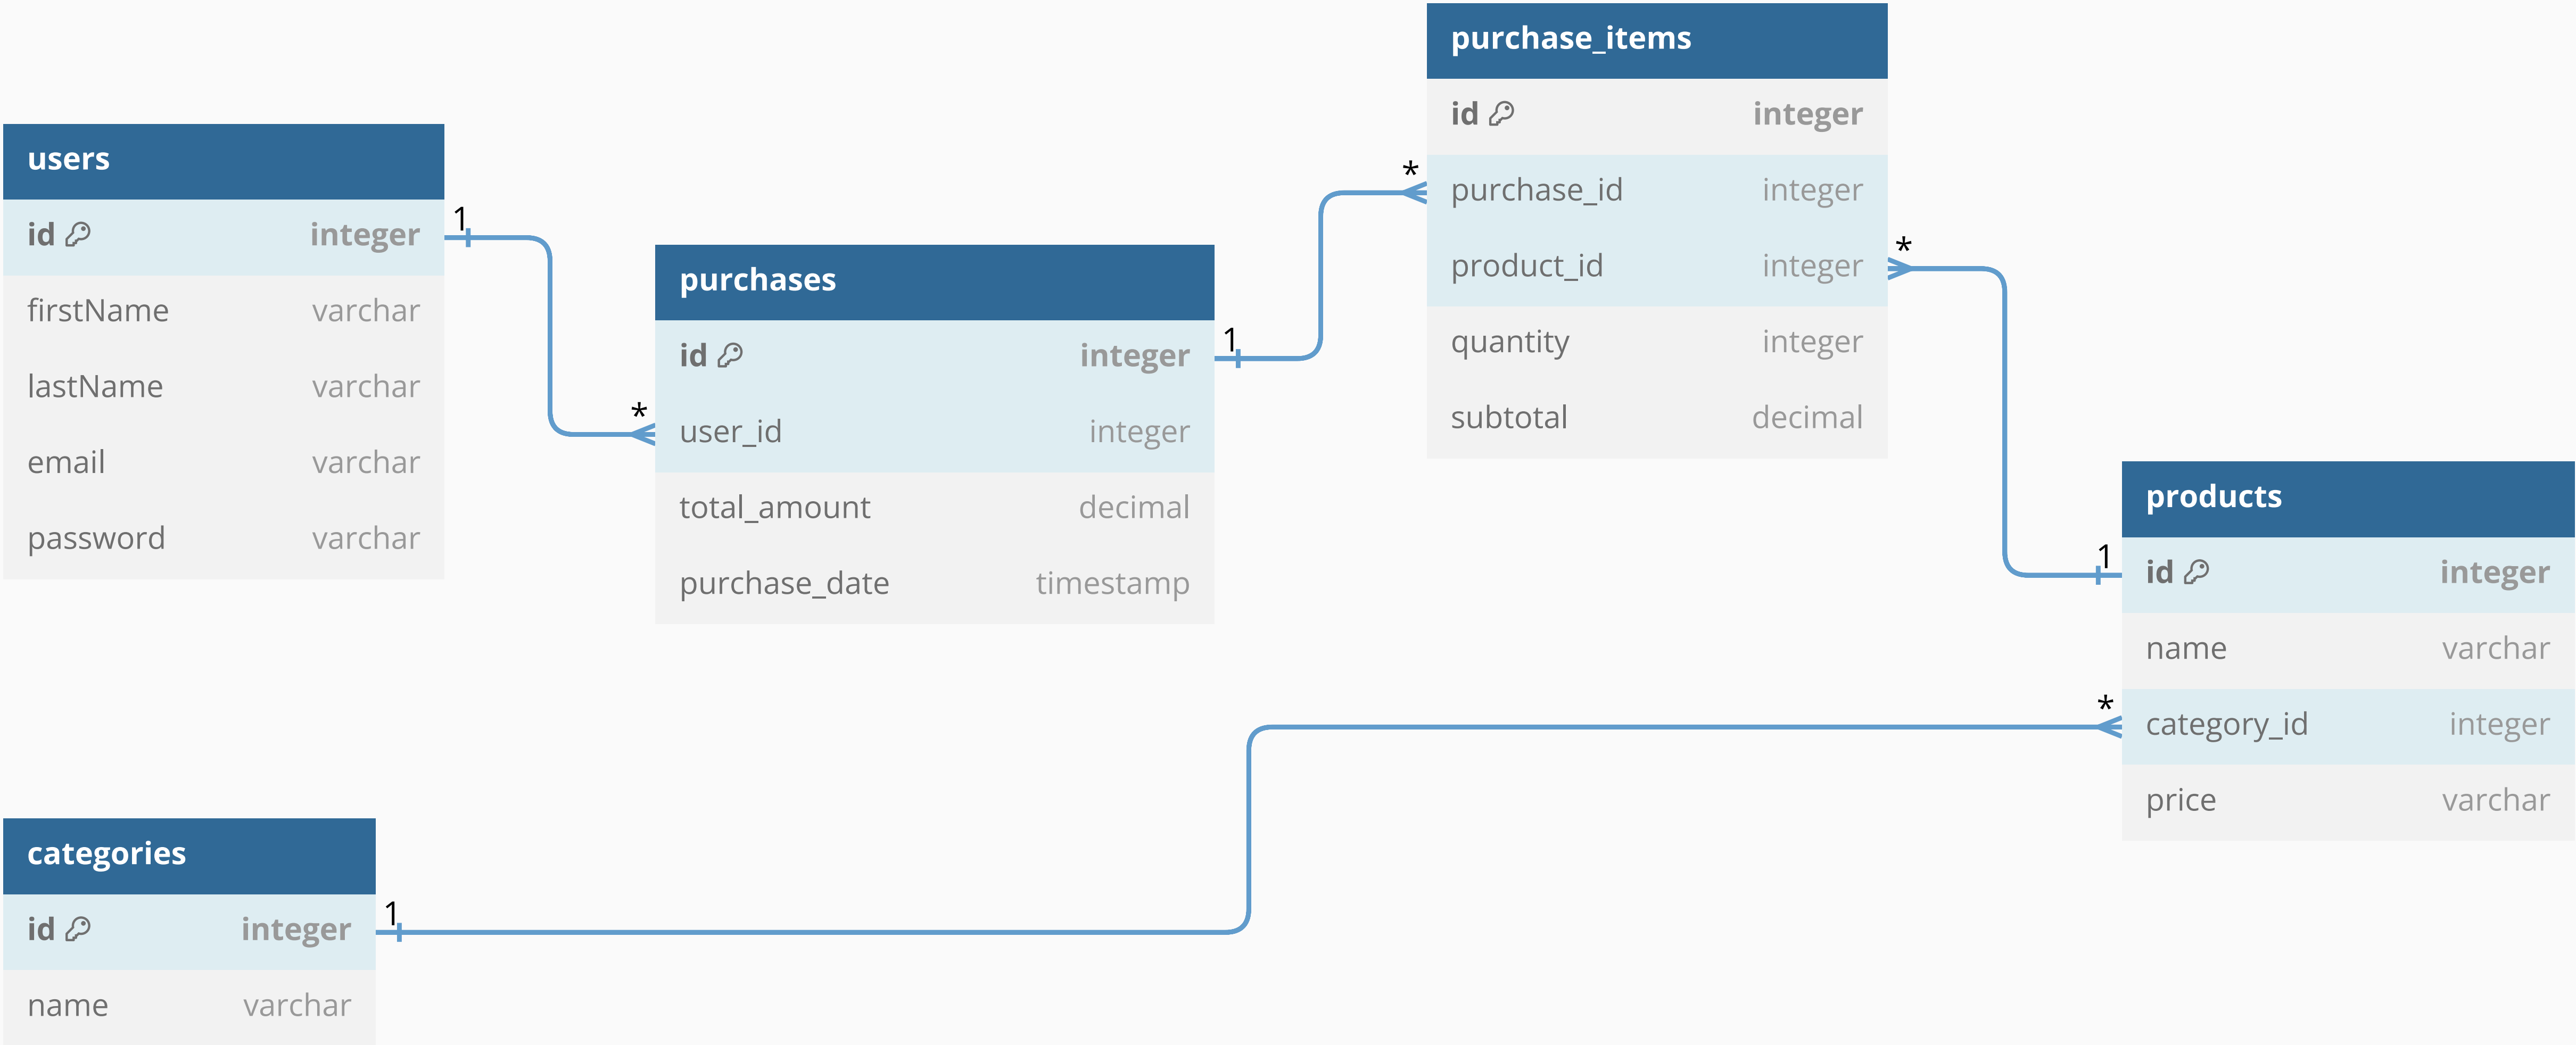 users
id integer
firstName varchar
lastName varchar
email varchar
password varchar
1
*
purchases
id integer
user_id integer
total_amount decimal
purchase_date timestamp
1
*
purchase_items
id integer
purchase_id integer
product_id integer
quantity integer
subtotal decimal
*
1
products
id integer
name varchar
category_id integer
price varchar
*
categories
id integer
name varchar
1